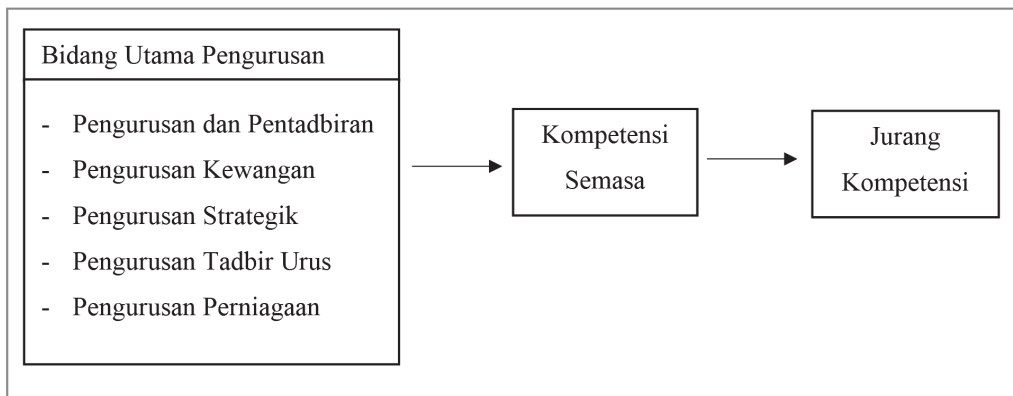 Bidang Utama Pengurusan
- Pengurusan dan Pentadbiran
- Pengurusan Kewangan
- Pengurusan Strategik
- Pengurusan Tadbir Urus
- Pengurusan Perniagaan
Kompetensi
Semasa
Jurang
Kompetensi